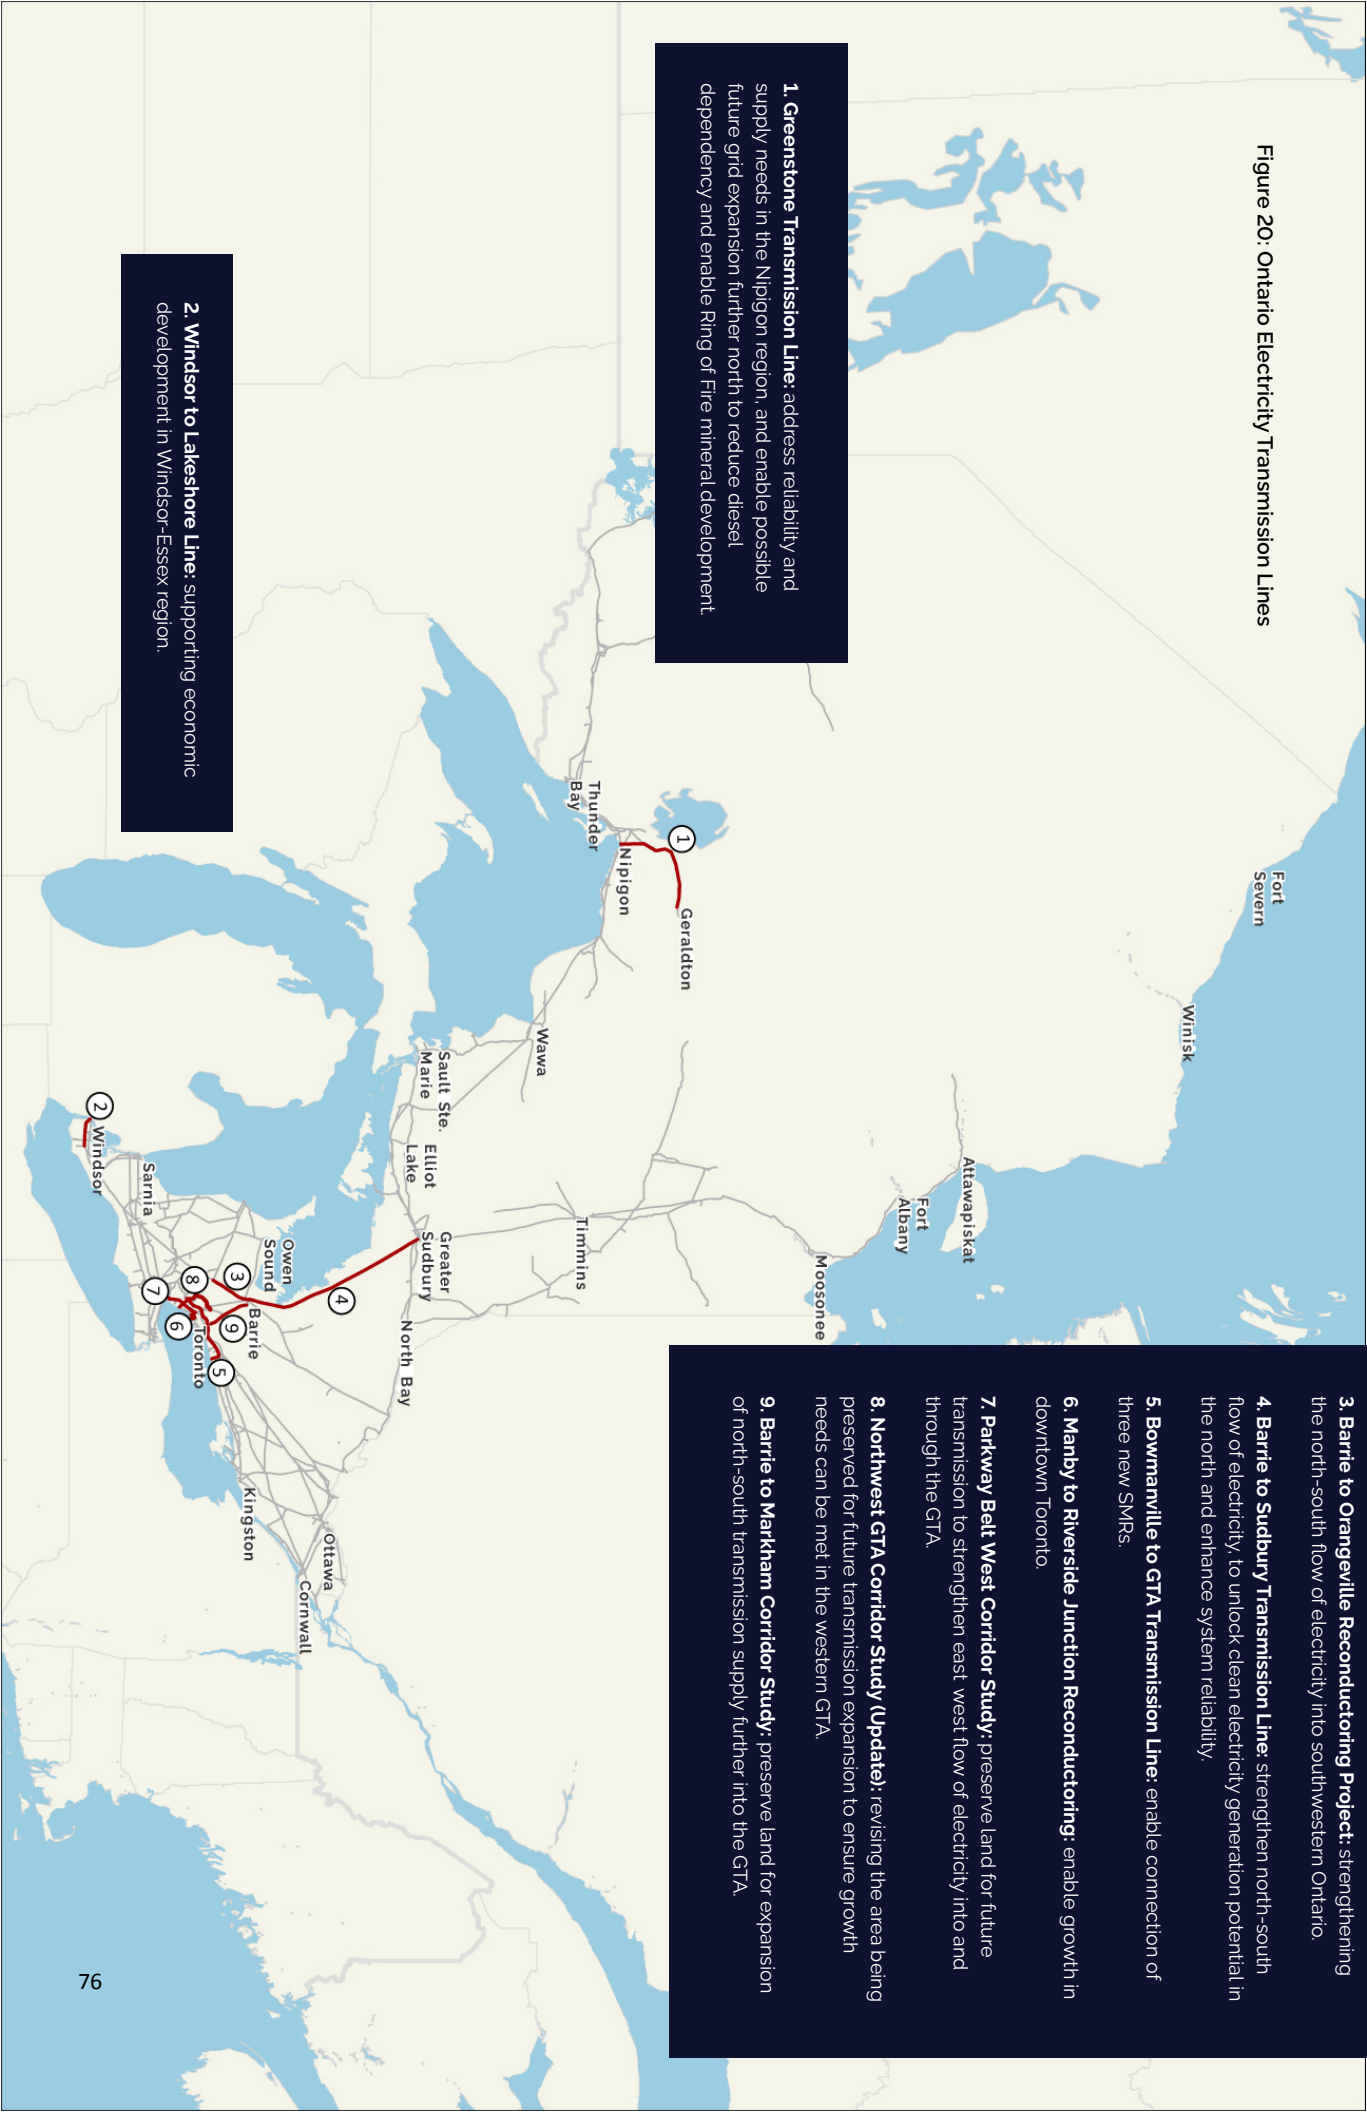 Figure 20: Ontario Electricity Transmission Lines
1. Greenstone Transmission Line: address reliability and
supply needs in the Nipigon region, and enable possible
future grid expansion further north to reduce diesel
dependency and enable Ring of Fire mineral development.
2. Windsor to Lakeshore Line: supporting economic
development in Windsor-Essex region.
3. Barrie to Orangeville Reconductoring Project: strengthening
the north-south flow of electricity into southwestern Ontario.
4. Barrie to Sudbury Transmission Line: strengthen north-south
flow of electricity, to unlock clean electricity generation potential in
the north and enhance system reliability.
5. Bowmanville to GTA Transmission Line: enable connection of
three new SMRs.
6. Manby to Riverside Junction Reconductoring: enable growth in
downtown Toronto.
7. Parkway Belt West Corridor Study: preserve land for future
transmission to strengthen east west flow of electricity into and
through the GTA.
8. Northwest GTA Corridor Study (Update): revising the area being
preserved for future transmission expansion to ensure growth
needs can be met in the western GTA.
9. Barrie to Markham Corridor Study: preserve land for expansion
of north-south transmission supply further into the GTA.
Fort
Severn
Winisk
Attawapiskat
Fort
Albany
Moosonee
1
Geraldton
Nipigon
Thunder
Bay
Wawa
Timmins
Sault Ste.
Marie
Elliot
Lake
Greater
Sudbury
North Bay
4
Ottawa
Cornwall
Owen
Sound
Barrie
Kingston
3
9
5
8
Toronto
6
7
Sarnia
2
Windsor
76